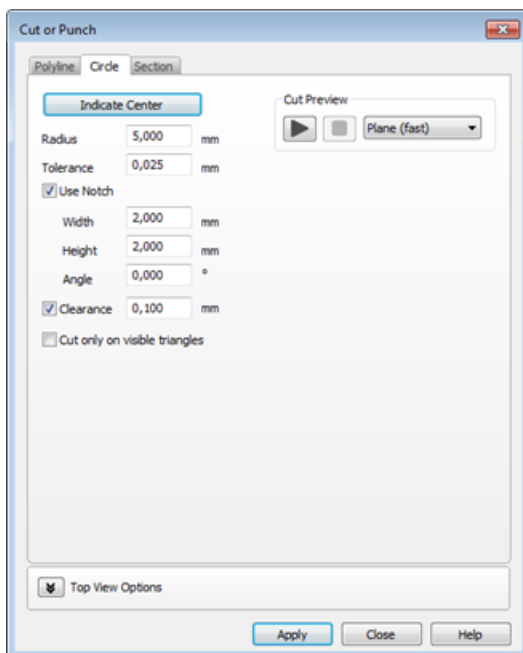 Cut or Punch
Polyline Circle Section
Indicate Center
Cut Preview
Plane (fast)
Radius 5,000 mm
Tolerance 0,025 mm
Use Notch
Width 2,000 mm
Height 2,000 mm
Angle 0,000 °
Clearance 0,100 mm
Cut only on visible triangles
Top View Options
Apply Close Help